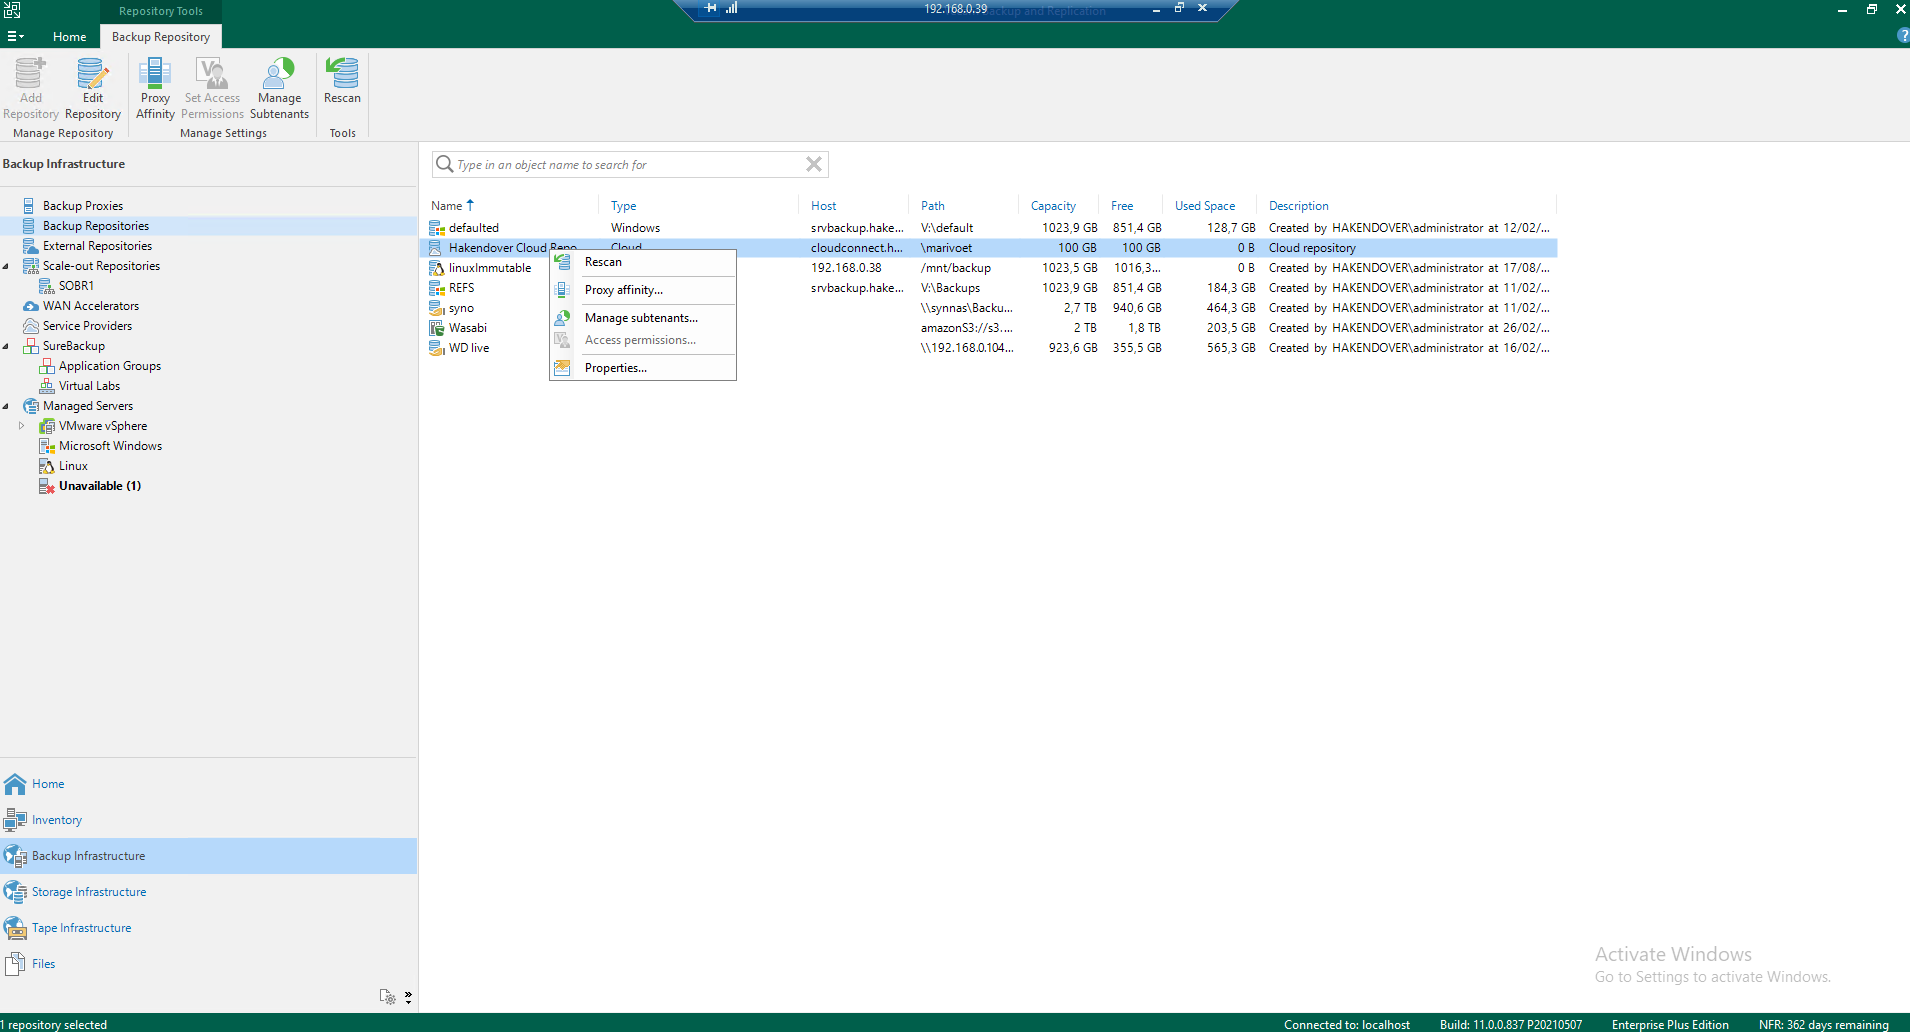 Repository Tools
192.168.0.39
Backup and Replication
Home
Backup Repository
Add Repository
Edit Repository
Proxy Affinity
Set Access Permissions
Manage Subtenants
Rescan
Manage Repository
Manage Settings
Tools
Backup Infrastructure
Type in an object name to search for
Backup Proxies
Backup Repositories
External Repositories
Scale-out Repositories
SOBR1
WAN Accelerators
Service Providers
SureBackup
Application Groups
Virtual Labs
Managed Servers
VMware vSphere
Microsoft Windows
Linux
Unavailable (1)
Name Type Host Path Capacity Free Used Space Description
defaulted Windows srvbackup.hake... V:\default 1023,9 GB 851,4 GB 128,7 GB Created by HAKENDOVER\administrator at 12/02/...
Hakendover Cloud Repo Cloud cloudconnect.h... \marivoet 100 GB 100 GB 0 B Cloud repository
linuxImmutable 192.168.0.38 /mnt/backup 1023,5 GB 1016,3... 0 B Created by HAKENDOVER\administrator at 17/08/...
REFS srvbackup.hake... V:\Backups 1023,9 GB 851,4 GB 184,3 GB Created by HAKENDOVER\administrator at 11/02/...
syno \\synnas\Backu... 2,7 TB 940,6 GB 464,3 GB Created by HAKENDOVER\administrator at 11/02/...
Wasabi amazonS3://s3.... 2 TB 1,8 TB 203,5 GB Created by HAKENDOVER\administrator at 26/02/...
WD live \\192.168.0.104... 923,6 GB 355,5 GB 565,3 GB Created by HAKENDOVER\administrator at 16/02/...
Rescan
Proxy affinity...
Manage subtenants...
Access permissions...
Properties...
Home
Inventory
Backup Infrastructure
Storage Infrastructure
Tape Infrastructure
Files
Activate Windows
Go to Settings to activate Windows.
1 repository selected
Connected to: localhost
Build: 11.0.0.837 P20210507
Enterprise Plus Edition
NFR: 362 days remaining